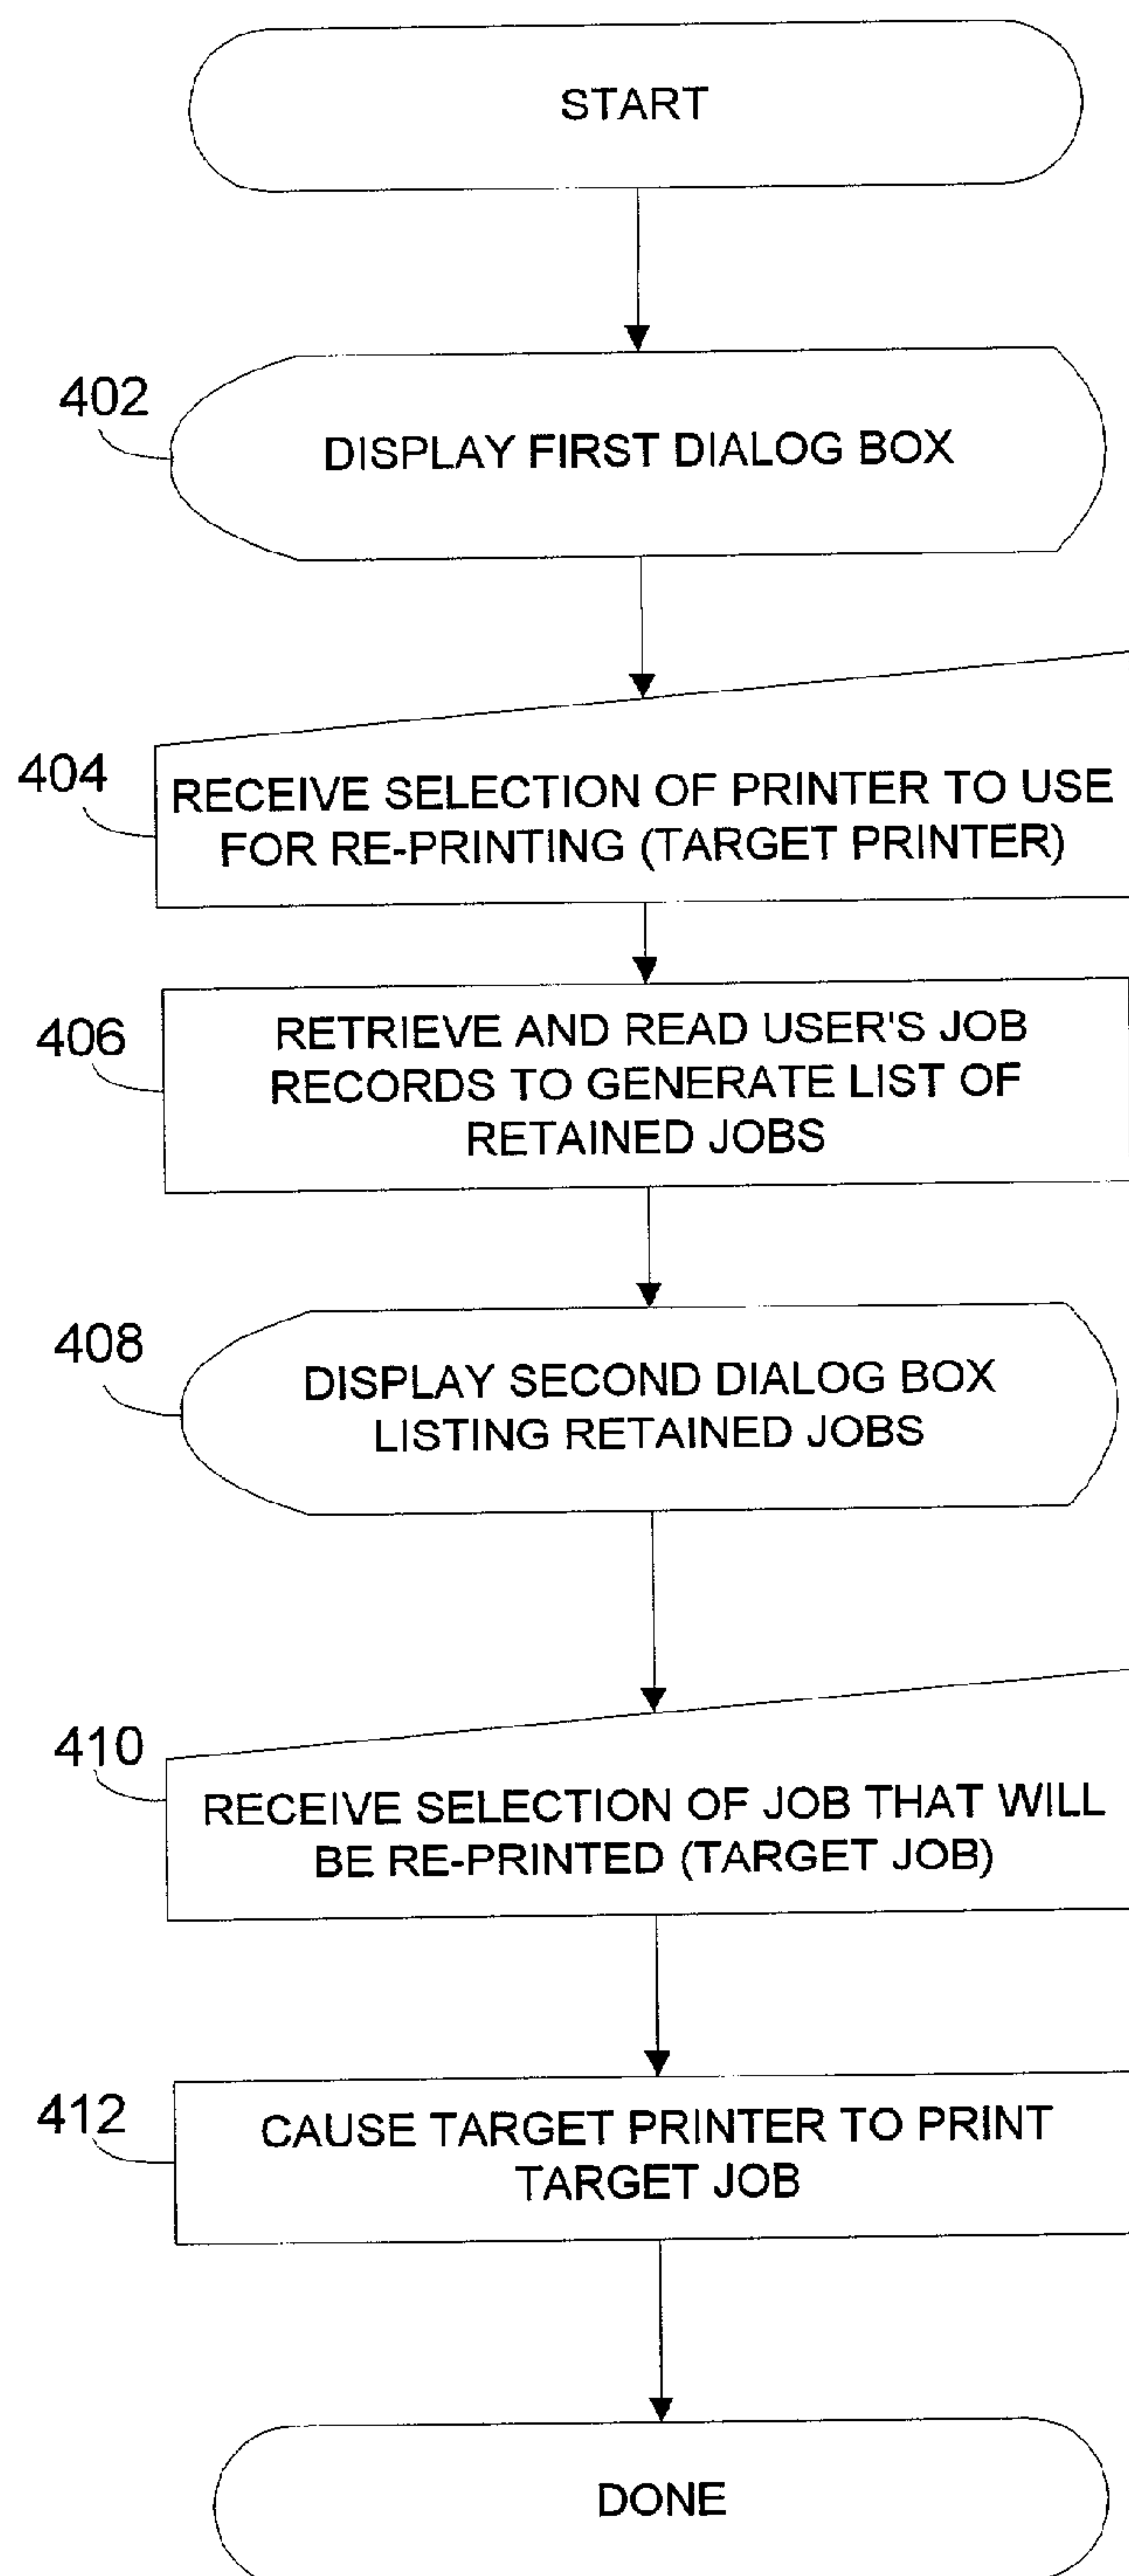 START
402
DISPLAY FIRST DIALOG BOX
404
RECEIVE SELECTION OF PRINTER TO USE
FOR RE-PRINTING (TARGET PRINTER)
406
RETRIEVE AND READ USER'S JOB
RECORDS TO GENERATE LIST OF
RETAINED JOBS
408
DISPLAY SECOND DIALOG BOX
LISTING RETAINED JOBS
410
RECEIVE SELECTION OF JOB THAT WILL
BE RE-PRINTED (TARGET JOB)
412
CAUSE TARGET PRINTER TO PRINT
TARGET JOB
DONE